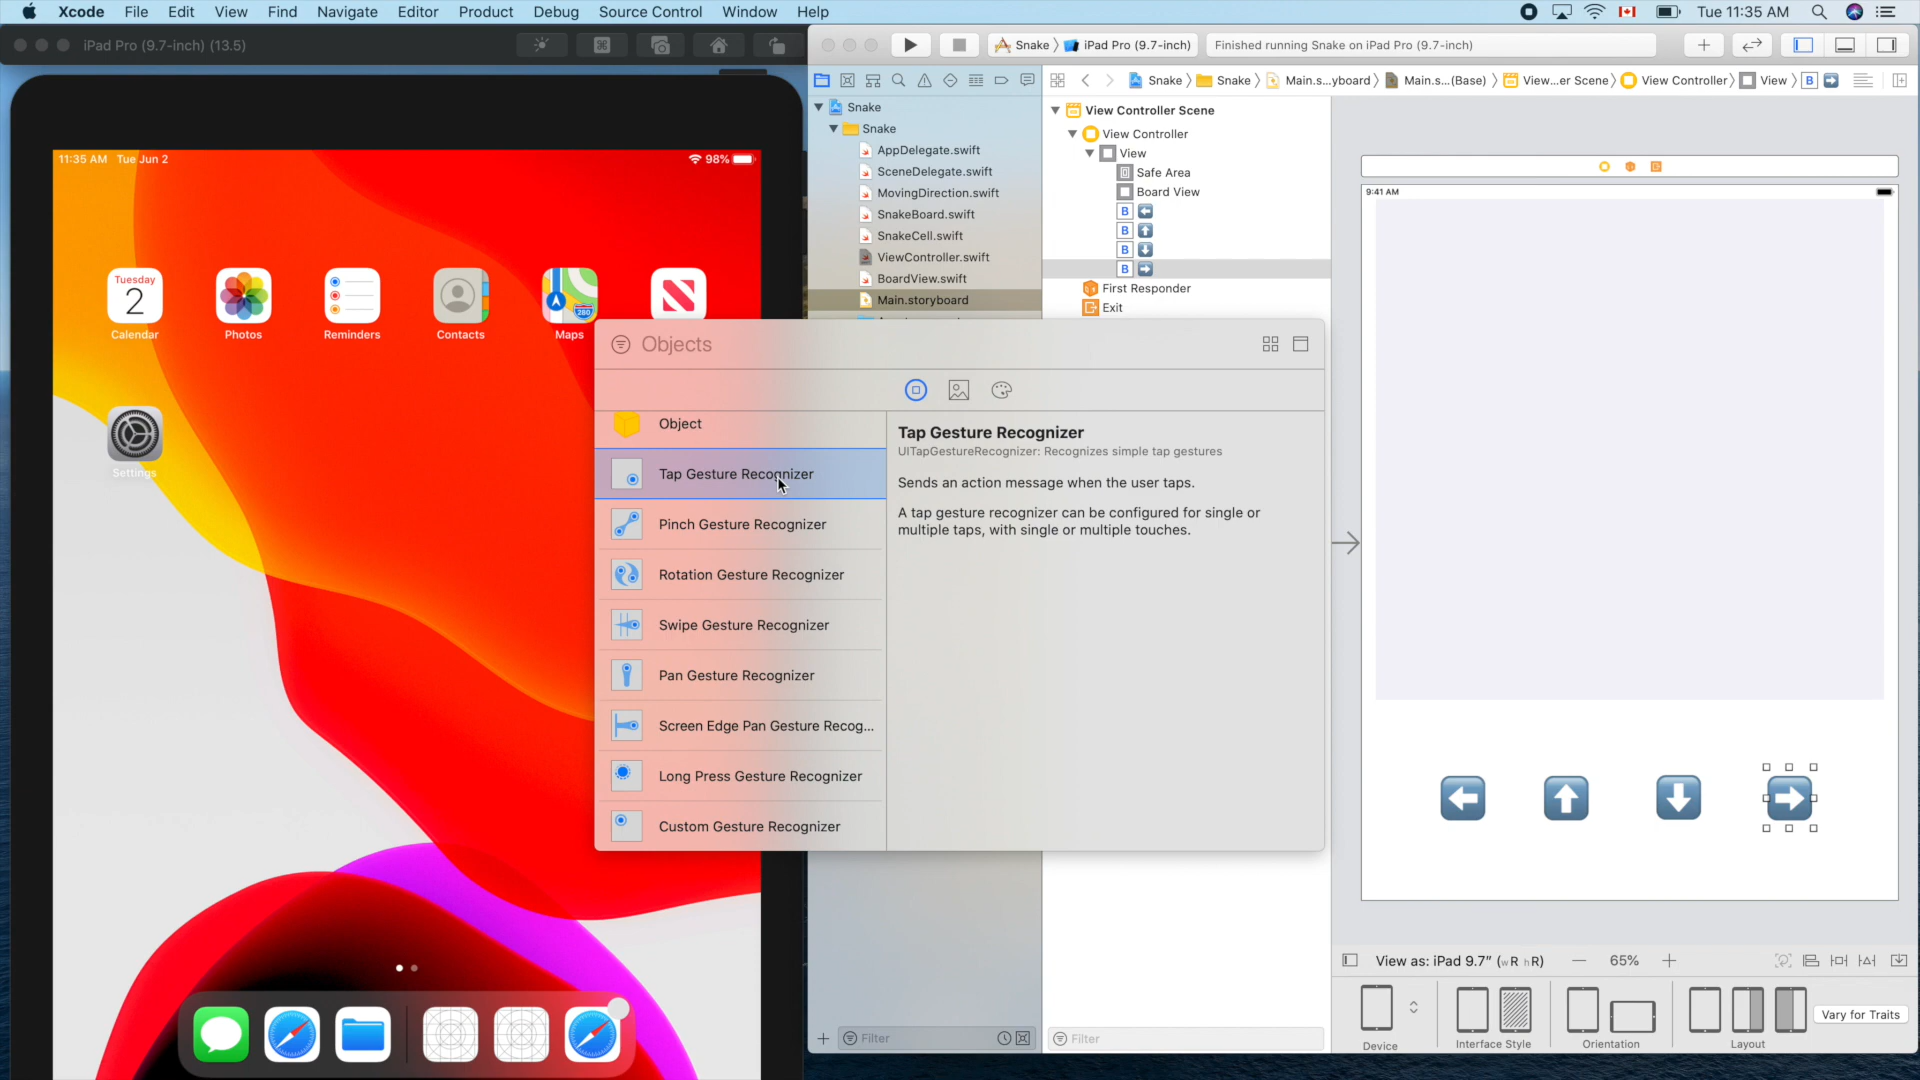 Xcode File Edit View Find Navigate Editor Product Debug Source Control Window Help
Tue 11:35 AM
iPad Pro (9.7-inch) (13.5)
Snake iPad Pro (9.7-inch)
Finished running Snake on iPad Pro (9.7-inch)
Snake Snake Main.s...yboard Main.s...(Base) View...er Scene View Controller View B
Snake
Snake
AppDelegate.swift
SceneDelegate.swift
MovingDirection.swift
SnakeBoard.swift
SnakeCell.swift
ViewController.swift
BoardView.swift
Main.storyboard
View Controller Scene
View Controller
View
Safe Area
Board View
B
B
B
B
First Responder
Exit
11:35 AM Tue Jun 2
98%
Tuesday
2
Calendar
Photos
Reminders
Contacts
280
Maps
Settings
Objects
Object
Tap Gesture Recognizer
Pinch Gesture Recognizer
Rotation Gesture Recognizer
Swipe Gesture Recognizer
Pan Gesture Recognizer
Screen Edge Pan Gesture Recog...
Long Press Gesture Recognizer
Custom Gesture Recognizer
Tap Gesture Recognizer
UITapGestureRecognizer: Recognizes simple tap gestures
Sends an action message when the user taps.
A tap gesture recognizer can be configured for single or
multiple taps, with single or multiple touches.
9:41 AM
View as: iPad 9.7" (wR hR)
65%
Filter
Filter
Device
Interface Style
Orientation
Layout
Vary for Traits